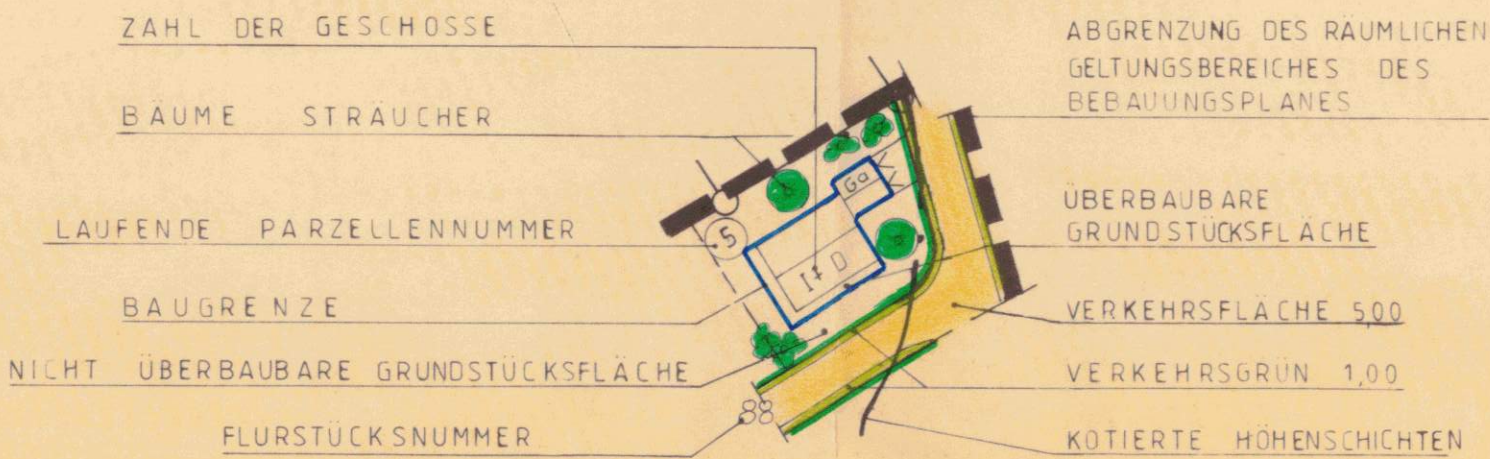 ZAHL DER GESCHOSSE
BÄUME STRÄUCHER
LAUFENDE PARZELLENNUMMER
BAUGRENZE
NICHT ÜBERBAUBARE GRUNDSTÜCKSFLÄCHE
FLURSTÜCKSNUMMER
5
Ga
I+D
88
ABGRENZUNG DES RÄUMLICHEN
GELTUNGSBEREICHES DES
BEBAUUNGSPLANES
ÜBERBAUBARE
GRUNDSTÜCKSFLÄCHE
VERKEHRSFLÄCHE 5,00
VERKEHRSGRÜN 1,00
KOTIERTE HÖHENSCHICHTEN